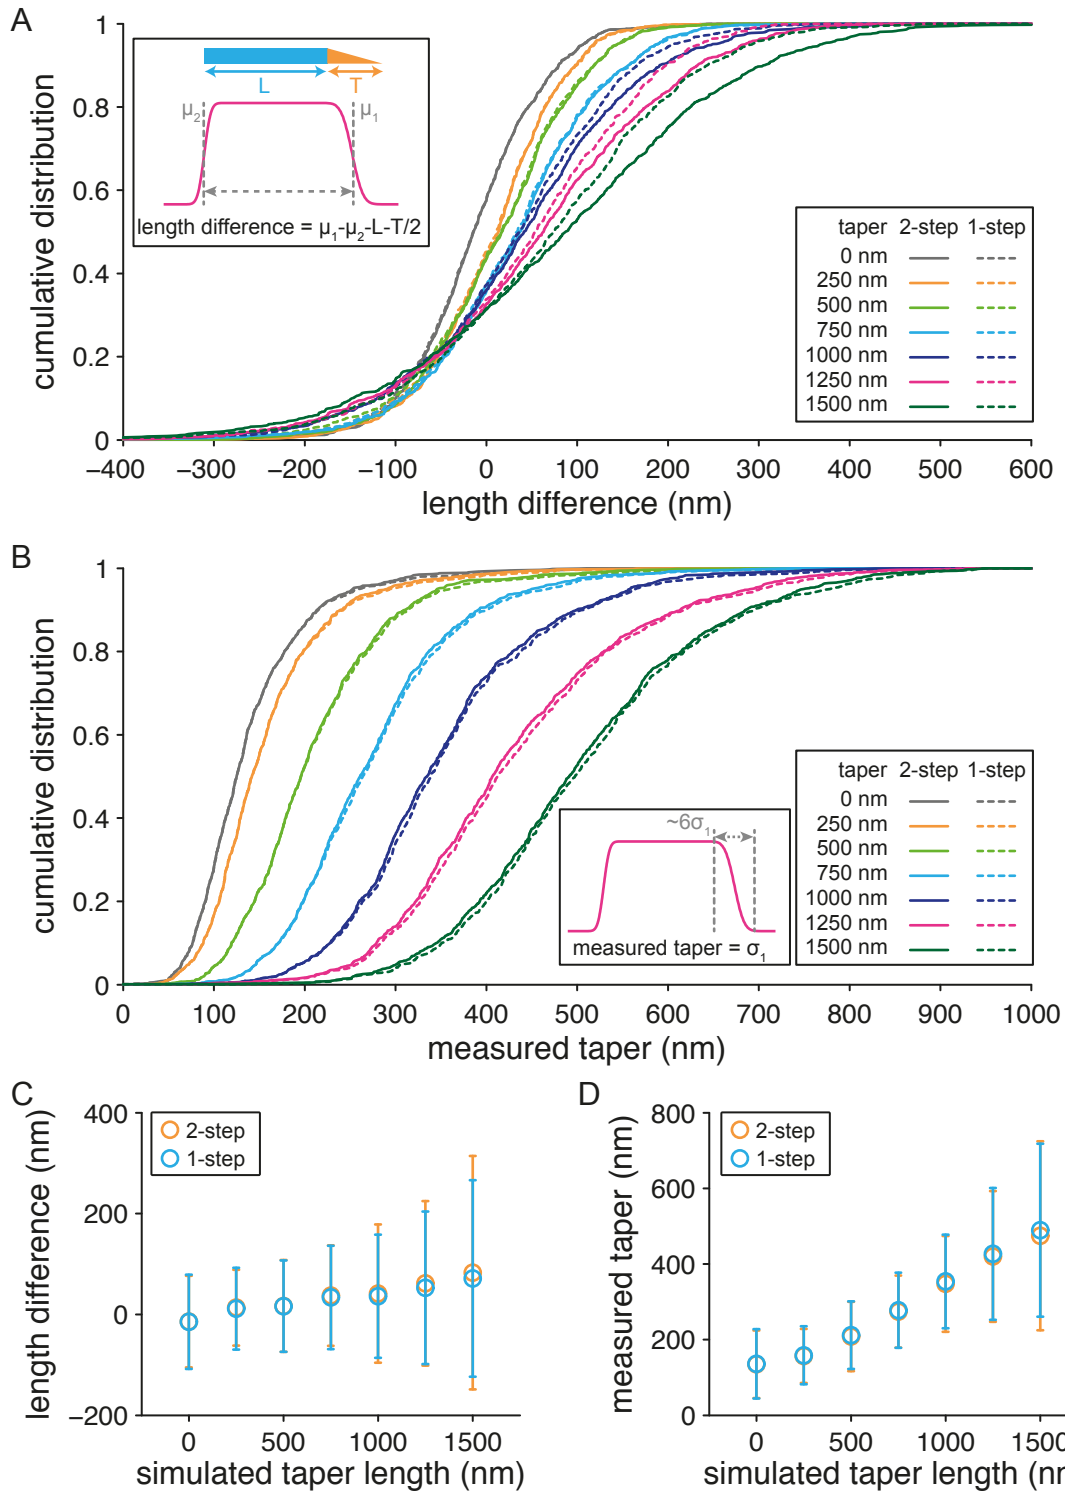 A
1
0.8
0.6
0.4
0.2
0
cumulative distribution
L
T
μ2
μ1
length difference = μ1-μ2-L-T/2
taper 2-step 1-step
0 nm
250 nm
500 nm
750 nm
1000 nm
1250 nm
1500 nm
−400 −300 −200 −100 0 100 200 300 400 500 600
length difference (nm)
B
1
0.8
0.6
0.4
0.2
0
cumulative distribution
~6σ1
measured taper = σ1
taper 2-step 1-step
0 nm
250 nm
500 nm
750 nm
1000 nm
1250 nm
1500 nm
0 100 200 300 400 500 600 700 800 900 1000
measured taper (nm)
C
400
200
0
−200
length difference (nm)
2-step
1-step
0 500 1000 1500
simulated taper length (nm)
D
800
600
400
200
0
measured taper (nm)
2-step
1-step
0 500 1000 1500
simulated taper length (nm